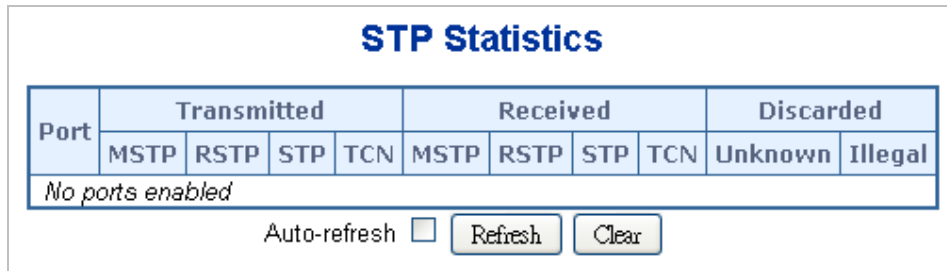 STP Statistics
Port Transmitted Received Discarded
MSTP RSTP STP TCN MSTP RSTP STP TCN Unknown Illegal
No ports enabled
Auto-refresh Refresh Clear